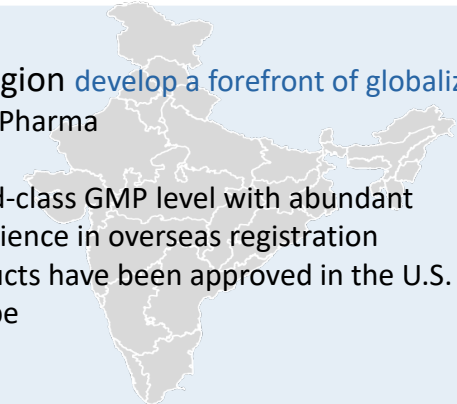 gion develop a forefront of globaliz
Pharma
d-class GMP level with abundant
ience in overseas registration
ucts have been approved in the U.S.
pe